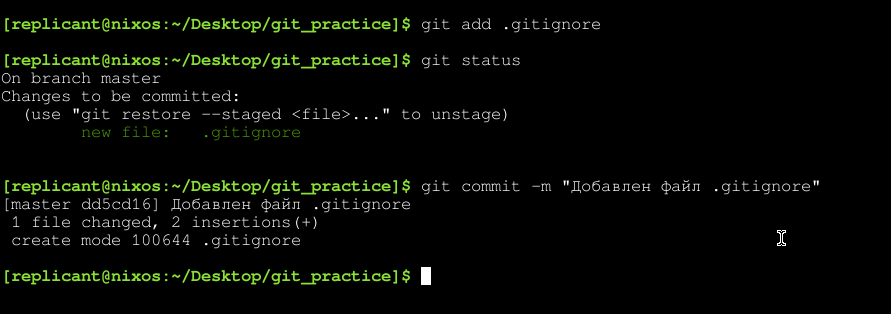 [replicant@nixos:~/Desktop/git_practice]$ git add .gitignore
[replicant@nixos:~/Desktop/git_practice]$ git status
On branch master
Changes to be committed:
  (use "git restore --staged <file>..." to unstage)
        new file:   .gitignore
[replicant@nixos:~/Desktop/git_practice]$ git commit -m "Добавлен файл .gitignore"
[master dd5cd16] Добавлен файл .gitignore
 1 file changed, 2 insertions(+)
 create mode 100644 .gitignore
[replicant@nixos:~/Desktop/git_practice]$